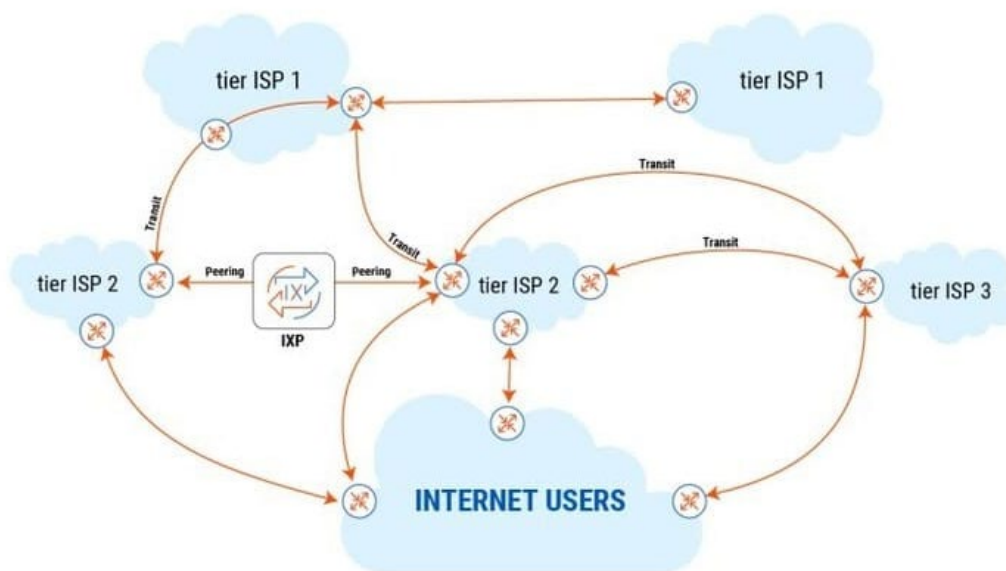 tier ISP 1
tier ISP 1
Transit
Transit
Transit
Transit
tier ISP 2
Peering
IX
Peering
tier ISP 2
tier ISP 3
IXP
INTERNET USERS